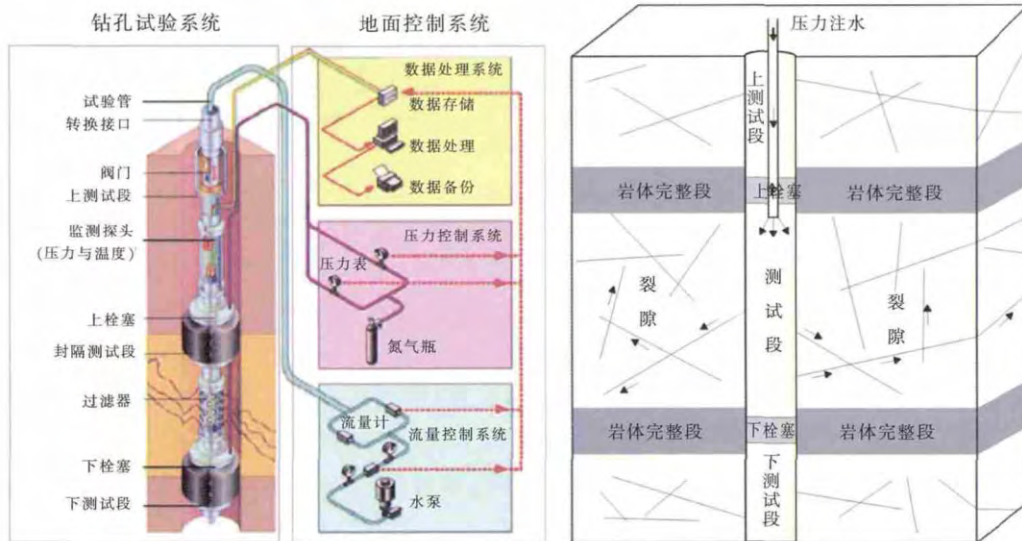 钻孔试验系统
试验管
转换接口
阀门
上测试段
监测探头
(压力与温度)
上栓塞
封隔测试段
过滤器
下栓塞
下测试段
地面控制系统
数据处理系统
数据存储
数据处理
数据备份
压力控制系统
压力表
氮气瓶
流量计
流量控制系统
水泵
压力注水
上测试段
岩体完整段
上栓塞
岩体完整段
裂隙
测试段
裂隙
岩体完整段
下栓塞
岩体完整段
下测试段